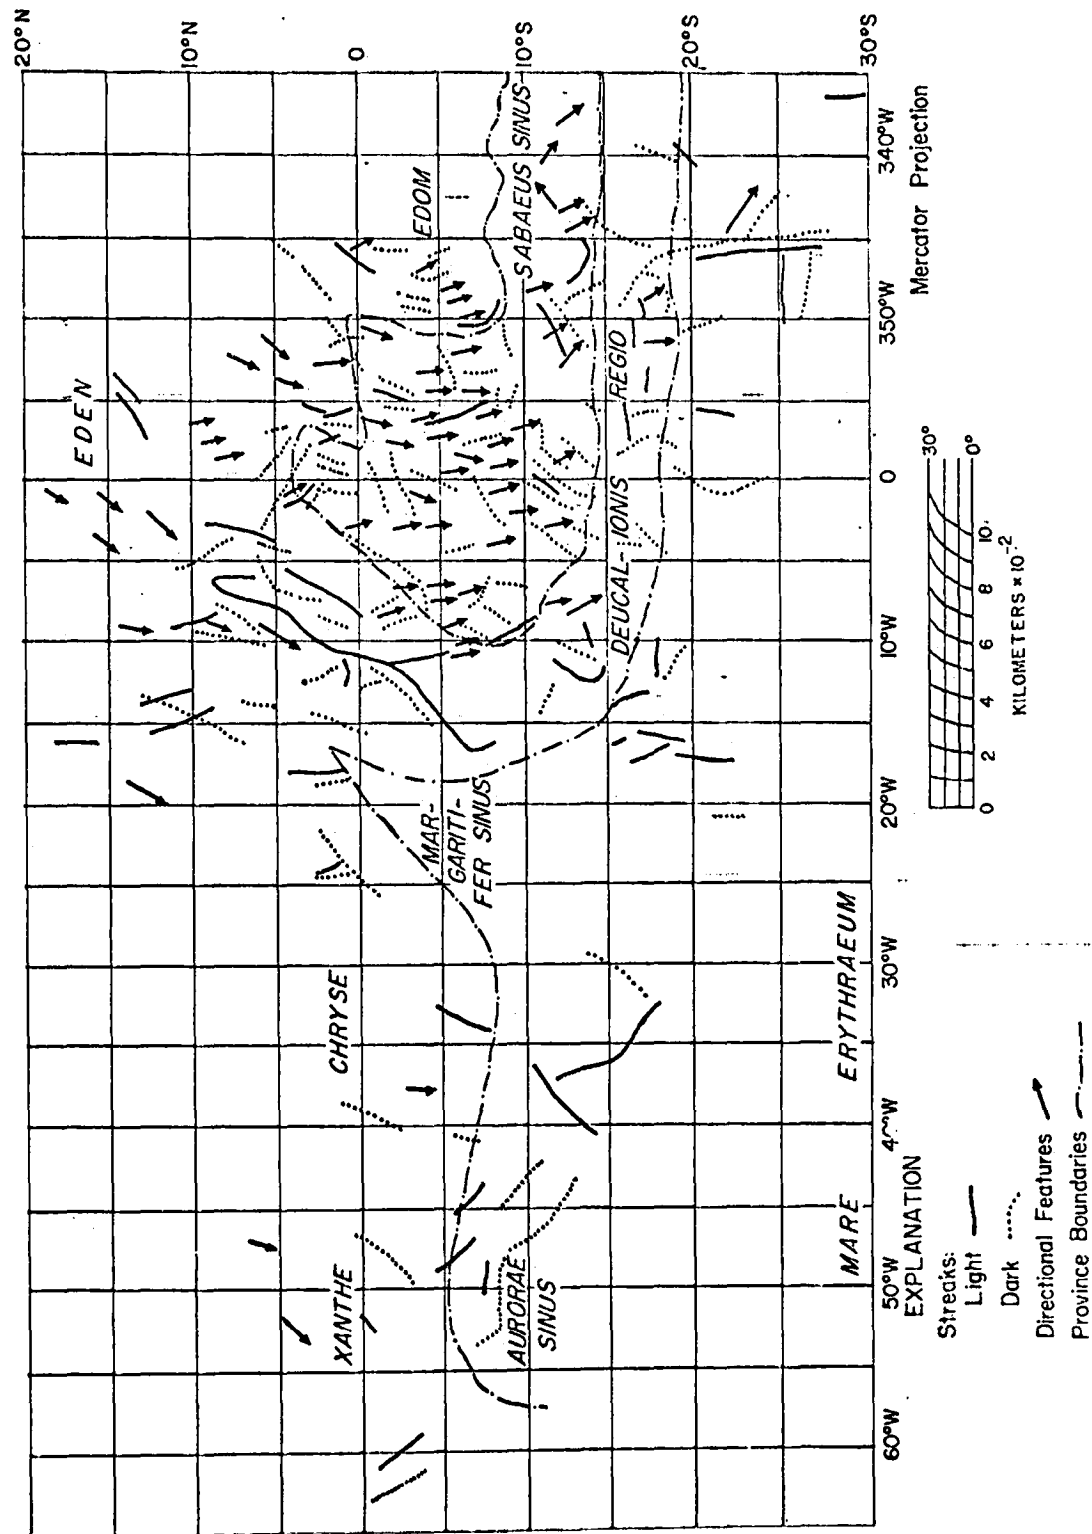 20°N
10°N
0
10°S
20°S
30°S
EDEN
EDOM
SABAEUS SINUS
XANTHE
CHRYSE
MAR-
GARITI-
FER SINUS
DEUCAL- IONIS REGIO
AURORAE
SINUS
MARE ERYTHRAEUM
60°W
50°W
40°W
30°W
20°W
10°W
0
350°W
340°W
Mercator Projection
EXPLANATION
Streaks:
Light
Dark
Directional Features
Province Boundaries
30°
0°
0 2 4 6 8 10
KILOMETERS × 10⁻²